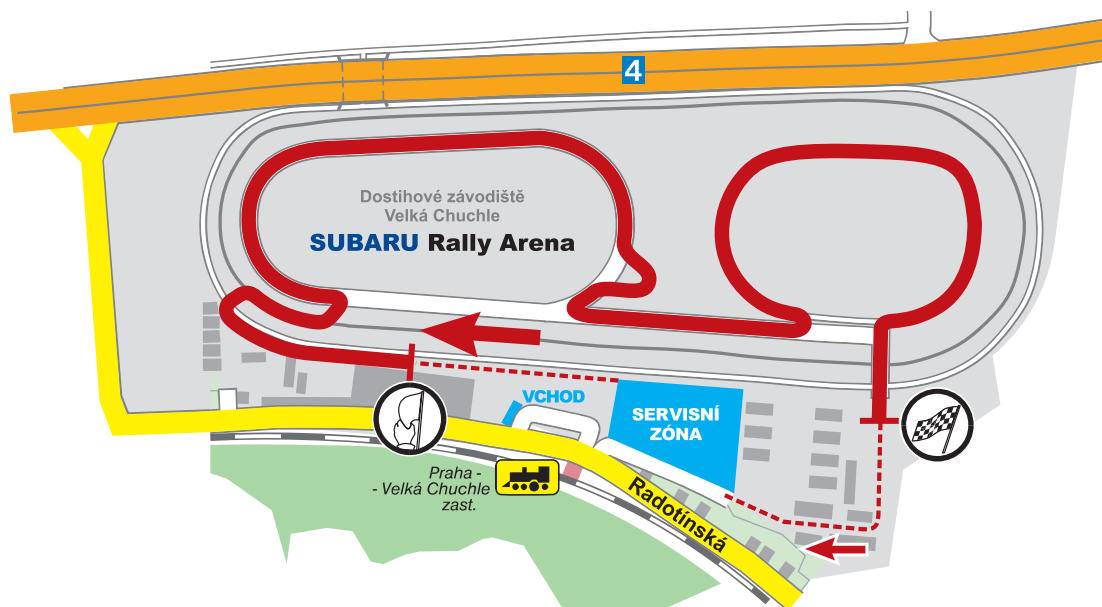 4
Dostihové závodiště
Velká Chuchle
SUBARU Rally Arena
VCHOD
SERVISNÍ
ZÓNA
Praha -
- Velká Chuchle
zast.
Radotínská